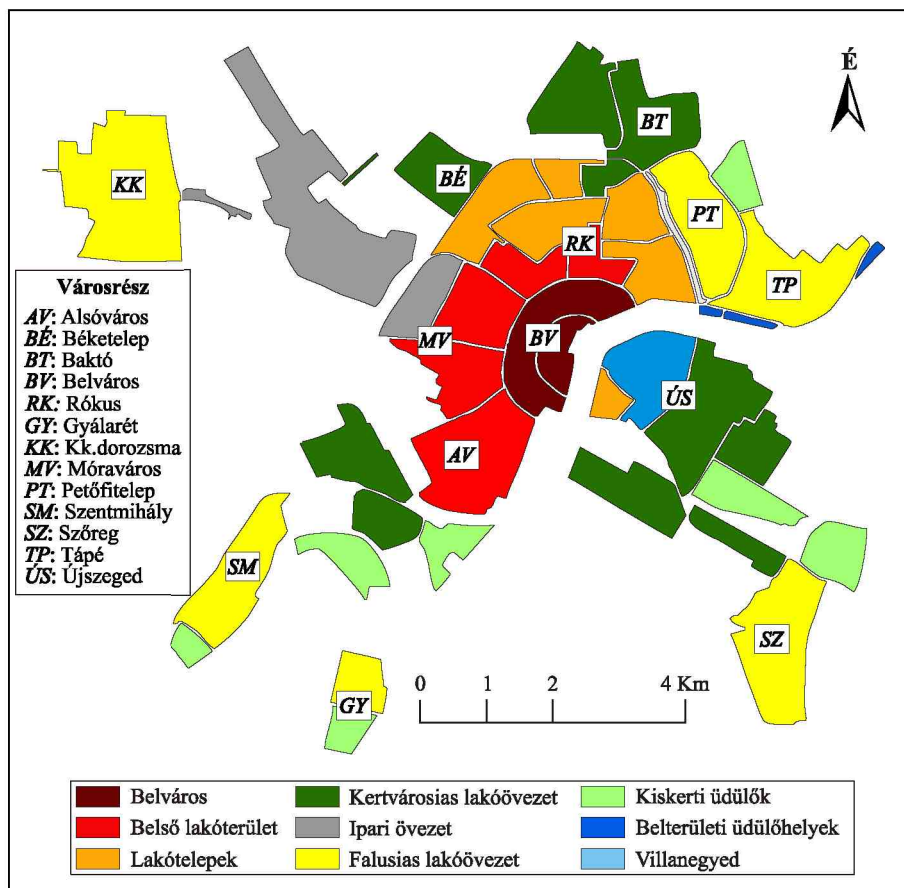 É
BT
BÉ
KK
PT
RK
TP
Városrész
AV: Alsóváros
BÉ: Béketelep
BT: Baktó
BV: Belváros
RK: Rókus
GY: Gyálarét
KK: Kk.dorozsma
MV: Móraváros
PT: Petőfitelep
SM: Szentmihály
SZ: Szőreg
TP: Tápé
ÚS: Újszeged
MV
BV
ÚS
AV
SM
SZ
GY
0 1 2 4 Km
Belváros
Kertvárosias lakóövezet
Kiskerti üdülők
Belső lakóterület
Ipari övezet
Belterületi üdülőhelyek
Lakótelepek
Falusias lakóövezet
Villanegyed